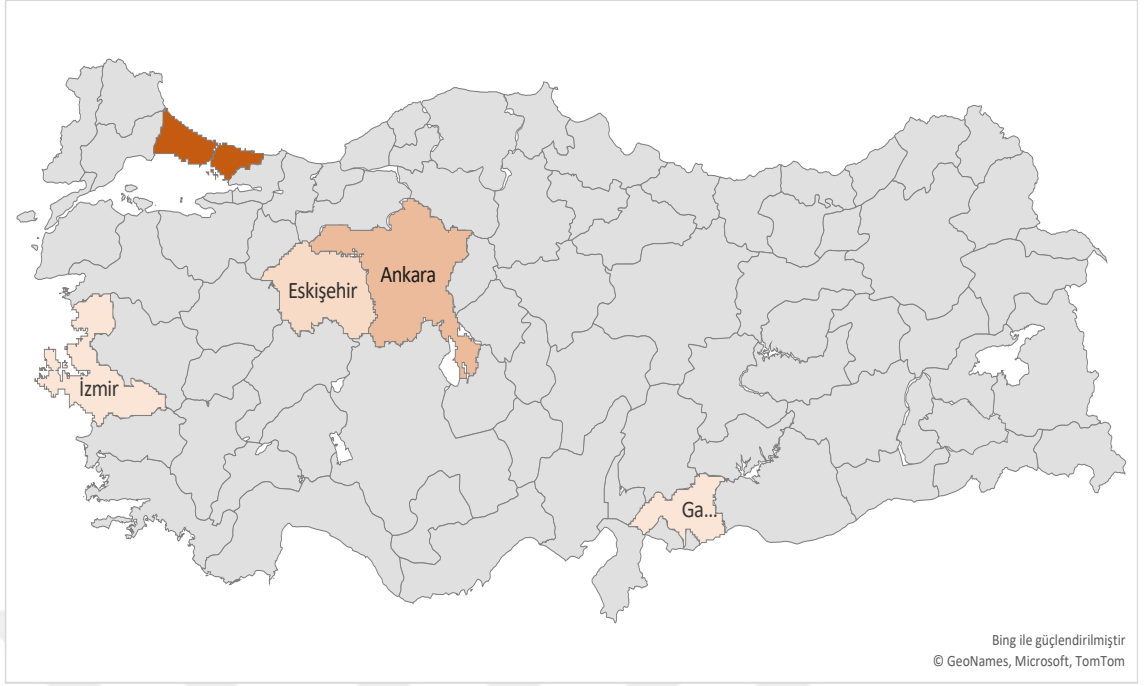 Ankara
Eskişehir
İzmir
Ga...
Bing ile güçlendirilmiştir
© GeoNames, Microsoft, TomTom